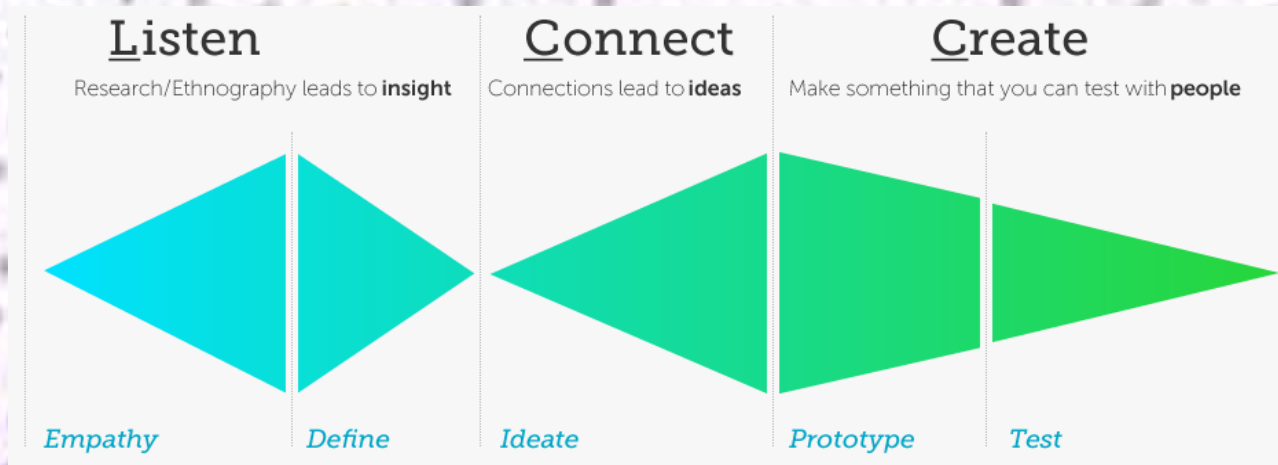 Listen
Research/Ethnography leads to insight
Connect
Connections lead to ideas
Create
Make something that you can test with people
Empathy
Define
Ideate
Prototype
Test